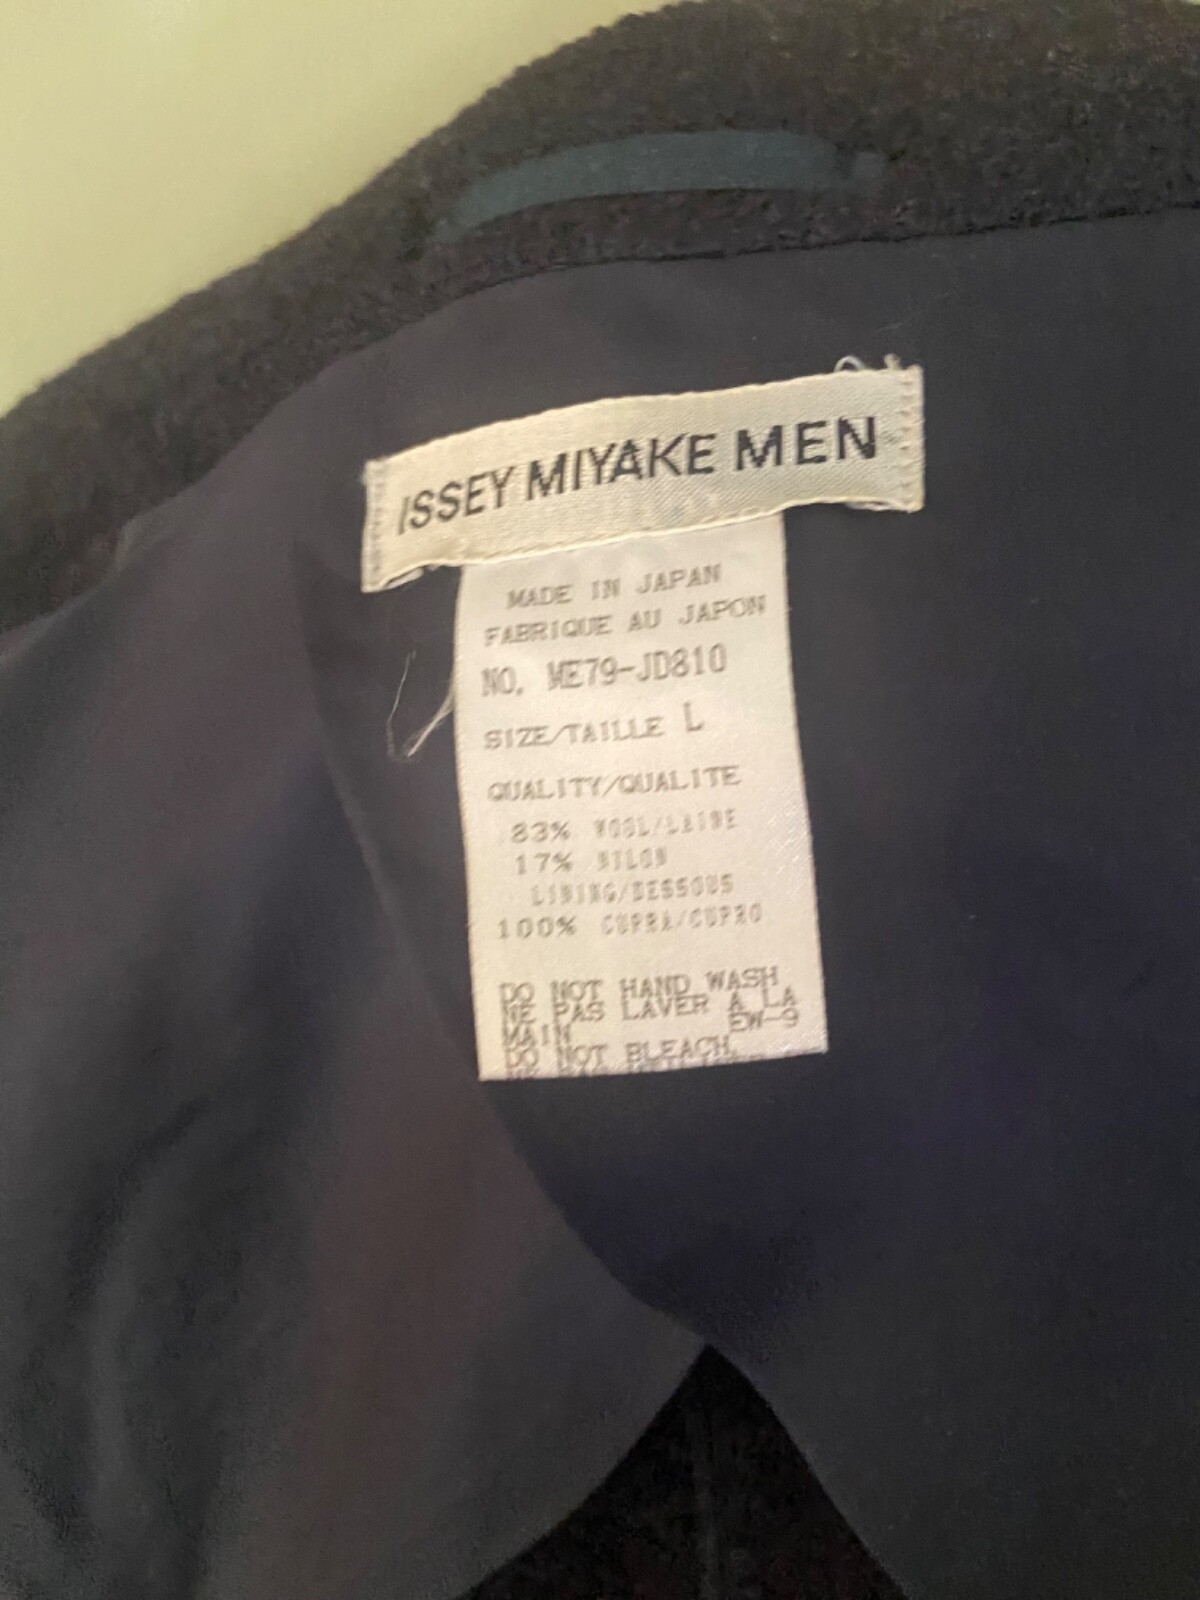 ISSEY MIYAKE MEN
MADE IN JAPAN
FABRIQUE AU JAPON
NO. ME79-JD810
SIZE/TAILLE L
QUALITY/QUALITE
83% WOOL/LAINE
17% NILON
LINING/DESSOUS
100% CUPRA/CUPRO
DO NOT HAND WASH
NE PAS LAVER A LA
MAIN EW-9
DO NOT BLEACH.